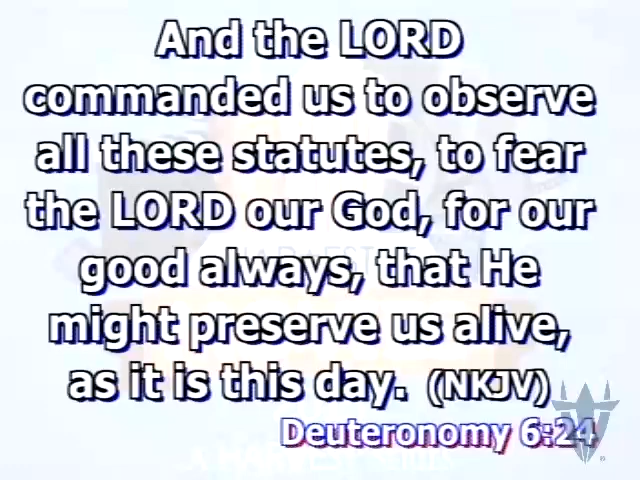 And the LORD
commanded us to observe
all these statutes, to fear
the LORD our God, for our
good always, that He
might preserve us alive,
as it is this day. (NKJV)
Deuteronomy 6:24